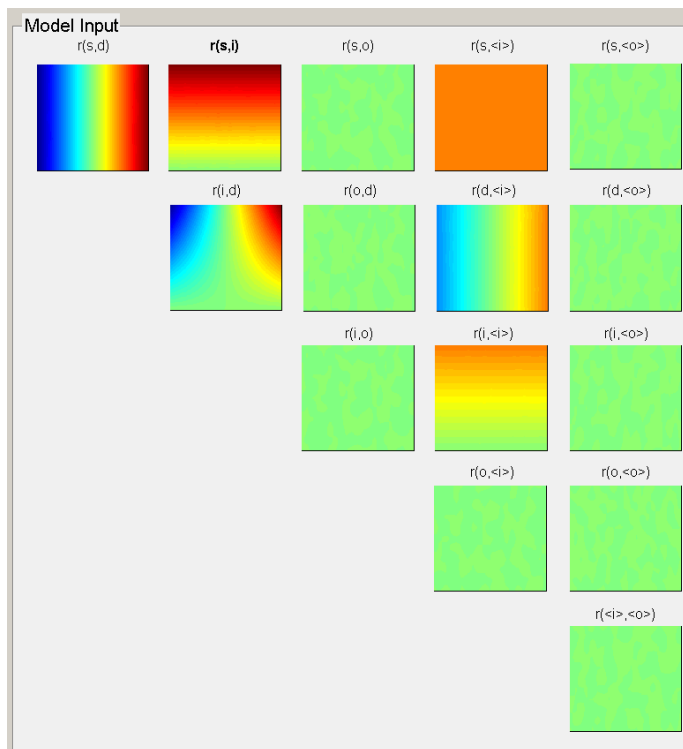 Model Input
r(s,d) r(s,i) r(s,o) r(s,<i>) r(s,<o>)
r(i,d) r(o,d) r(d,<i>) r(d,<o>)
r(i,o) r(i,<i>) r(i,<o>)
r(o,<i>) r(o,<o>)
r(<i>,<o>)